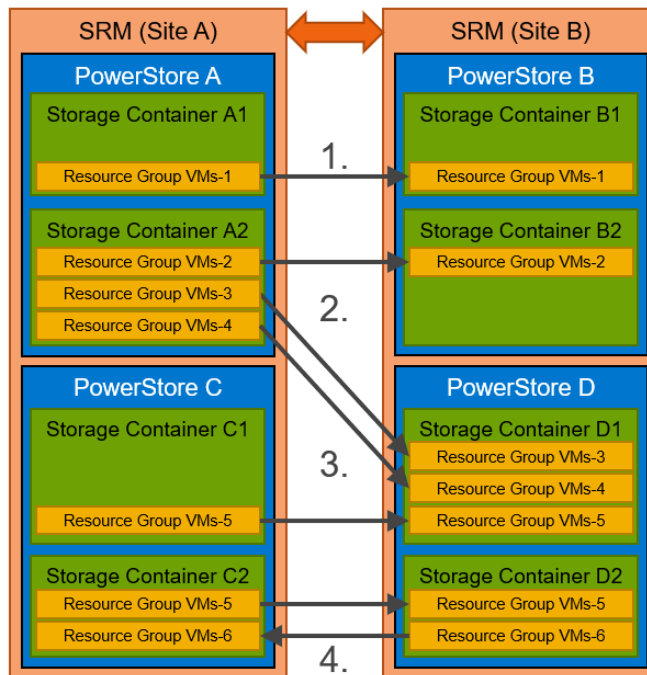 SRM (Site A)
PowerStore A
Storage Container A1
Resource Group VMs-1
Storage Container
A2
Resource Group VMs-2
Resource Group VMs-3
Resource Group VMs-4
PowerStore C
Storage Container C1
Resource Group VMs-5
Storage Container C2
Resource Group VMs-5
Resource Group VMs-6
1.
2.
3.
4.
SRM (Site B)
PowerStore B
Storage Container B1
Resource Group VMs-1
Storage Container
B2
Resource Group VMs-2
PowerStore D
Storage Container D1
Resource Group VMs-3
Resource Group VMs-4
Resource Group VMs-5
Storage Container D2
Resource Group VMs-5
Resource Group VMs-6